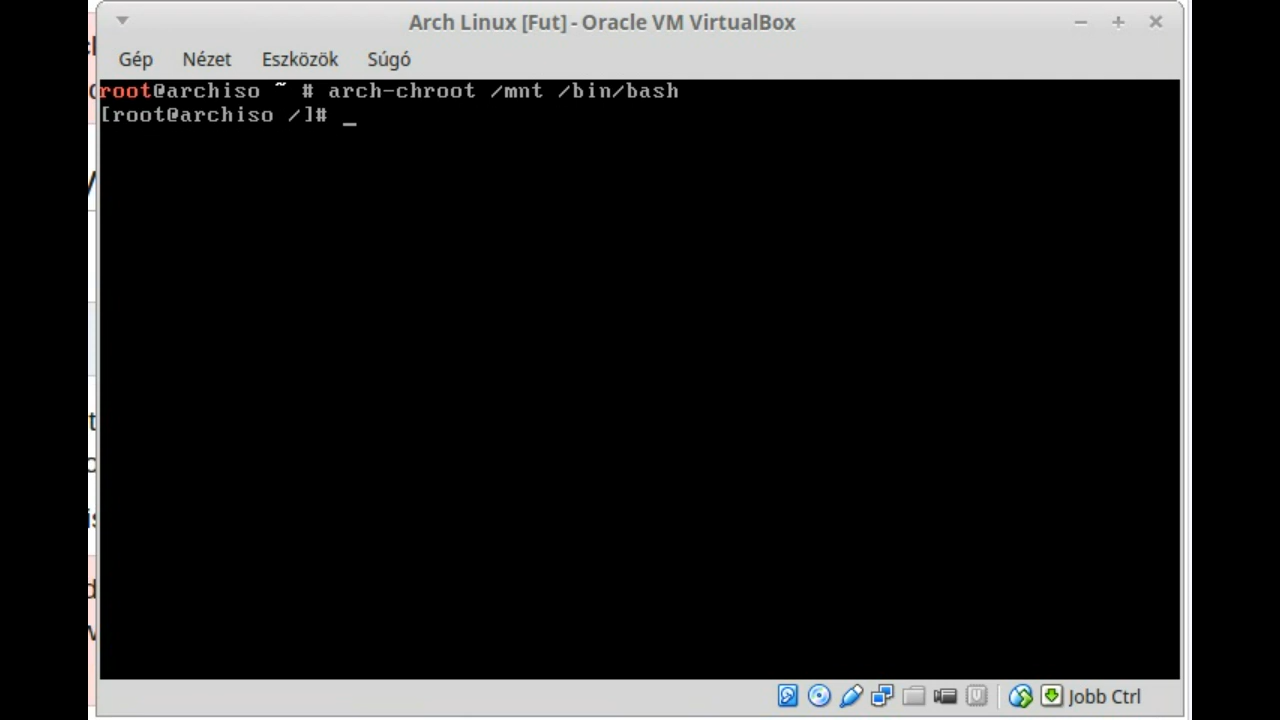 Arch Linux [Fut] - Oracle VM VirtualBox
Gép Nézet Eszközök Súgó
root@archiso ~ # arch-chroot /mnt /bin/bash
[root@archiso /]# _
Jobb Ctrl